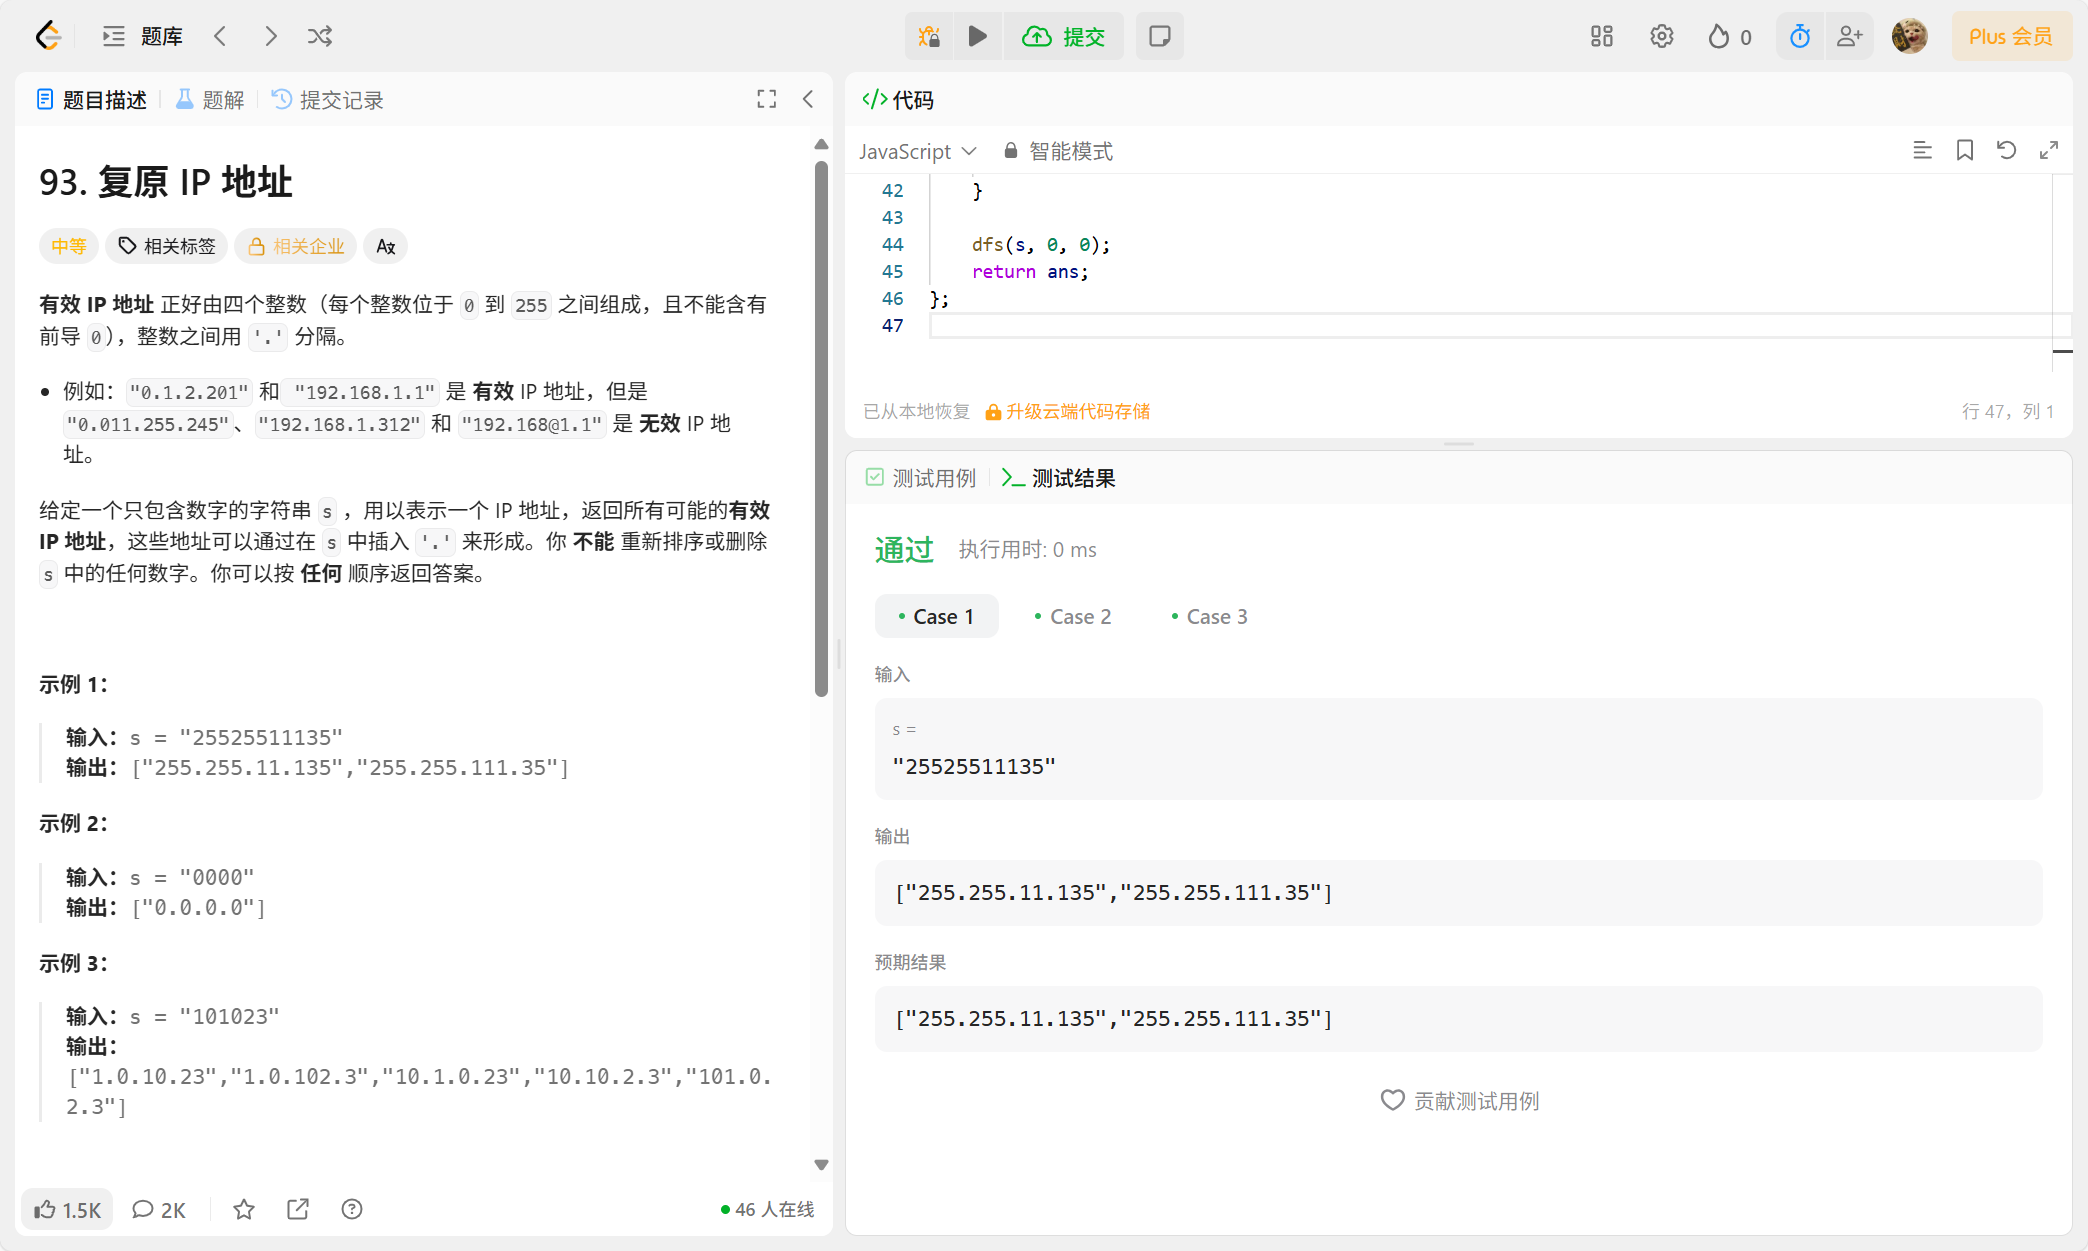 题库
提交
0
Plus 会员
题目描述
题解
提交记录
93. 复原 IP 地址
中等
相关标签
相关企业
有效 IP 地址 正好由四个整数（每个整数位于 0 到 255 之间组成，且不能含有
前导 0），整数之间用 '.' 分隔。
例如："0.1.2.201" 和 "192.168.1.1" 是 有效 IP 地址，但是
"0.011.255.245"、"192.168.1.312" 和 "192.168@1.1" 是 无效 IP 地
址。
给定一个只包含数字的字符串 s ，用以表示一个 IP 地址，返回所有可能的有效
IP 地址，这些地址可以通过在 s 中插入 '.' 来形成。你 不能 重新排序或删除
s 中的任何数字。你可以按 任何 顺序返回答案。
示例 1：
输入：s = "25525511135"
输出：["255.255.11.135","255.255.111.35"]
示例 2：
输入：s = "0000"
输出：["0.0.0.0"]
示例 3：
输入：s = "101023"
输出：
["1.0.10.23","1.0.102.3","10.1.0.23","10.10.2.3","101.0.
2.3"]
1.5K
2K
46 人在线
</> 代码
JavaScript
智能模式
42 }
43
44 dfs(s, 0, 0);
45 return ans;
46 };
47
已从本地恢复
升级云端代码存储
行 47，列 1
测试用例
测试结果
通过
执行用时: 0 ms
Case 1
Case 2
Case 3
输入
s =
"25525511135"
输出
["255.255.11.135","255.255.111.35"]
预期结果
["255.255.11.135","255.255.111.35"]
贡献测试用例